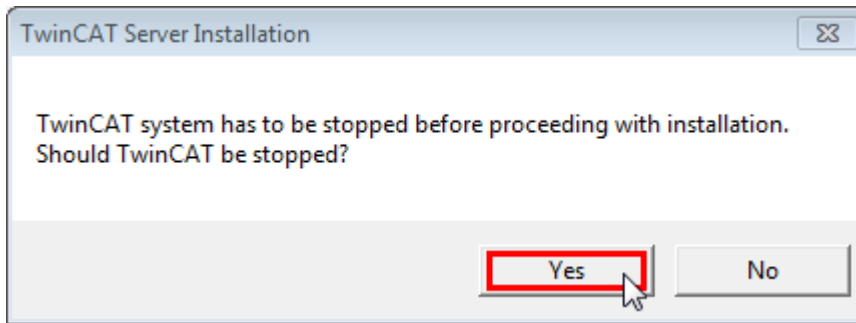 TwinCAT Server Installation
TwinCAT system has to be stopped before proceeding with installation.
Should TwinCAT be stopped?
Yes
No